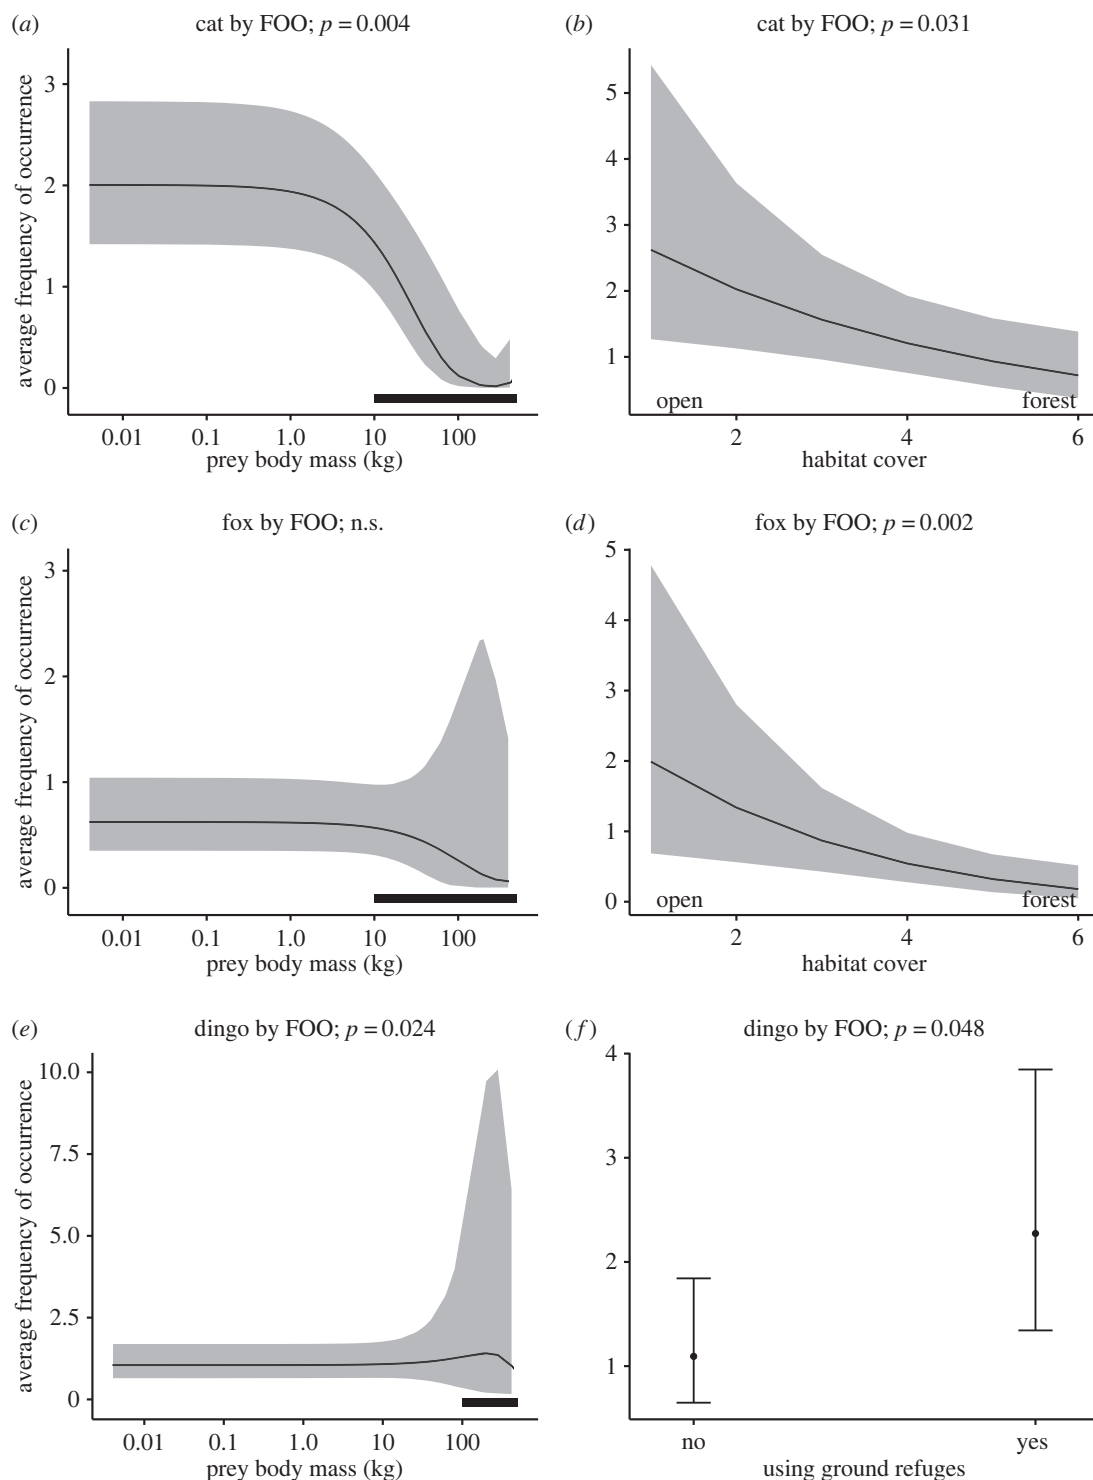 (a) cat by FOO; p = 0.004
average frequency of occurrence
3
2
1
0
0.01 0.1 1.0 10 100
prey body mass (kg)
(b) cat by FOO; p = 0.031
5
4
3
2
1
open forest
2 4 6
habitat cover
(c) fox by FOO; n.s.
average frequency of occurrence
3
2
1
0
0.01 0.1 1.0 10 100
prey body mass (kg)
(d) fox by FOO; p = 0.002
5
4
3
2
1
0
open forest
2 4 6
habitat cover
(e) dingo by FOO; p = 0.024
average frequency of occurrence
10.0
7.5
5.0
2.5
0
0.01 0.1 1.0 10 100
prey body mass (kg)
(f) dingo by FOO; p = 0.048
4
3
2
1
no yes
using ground refuges